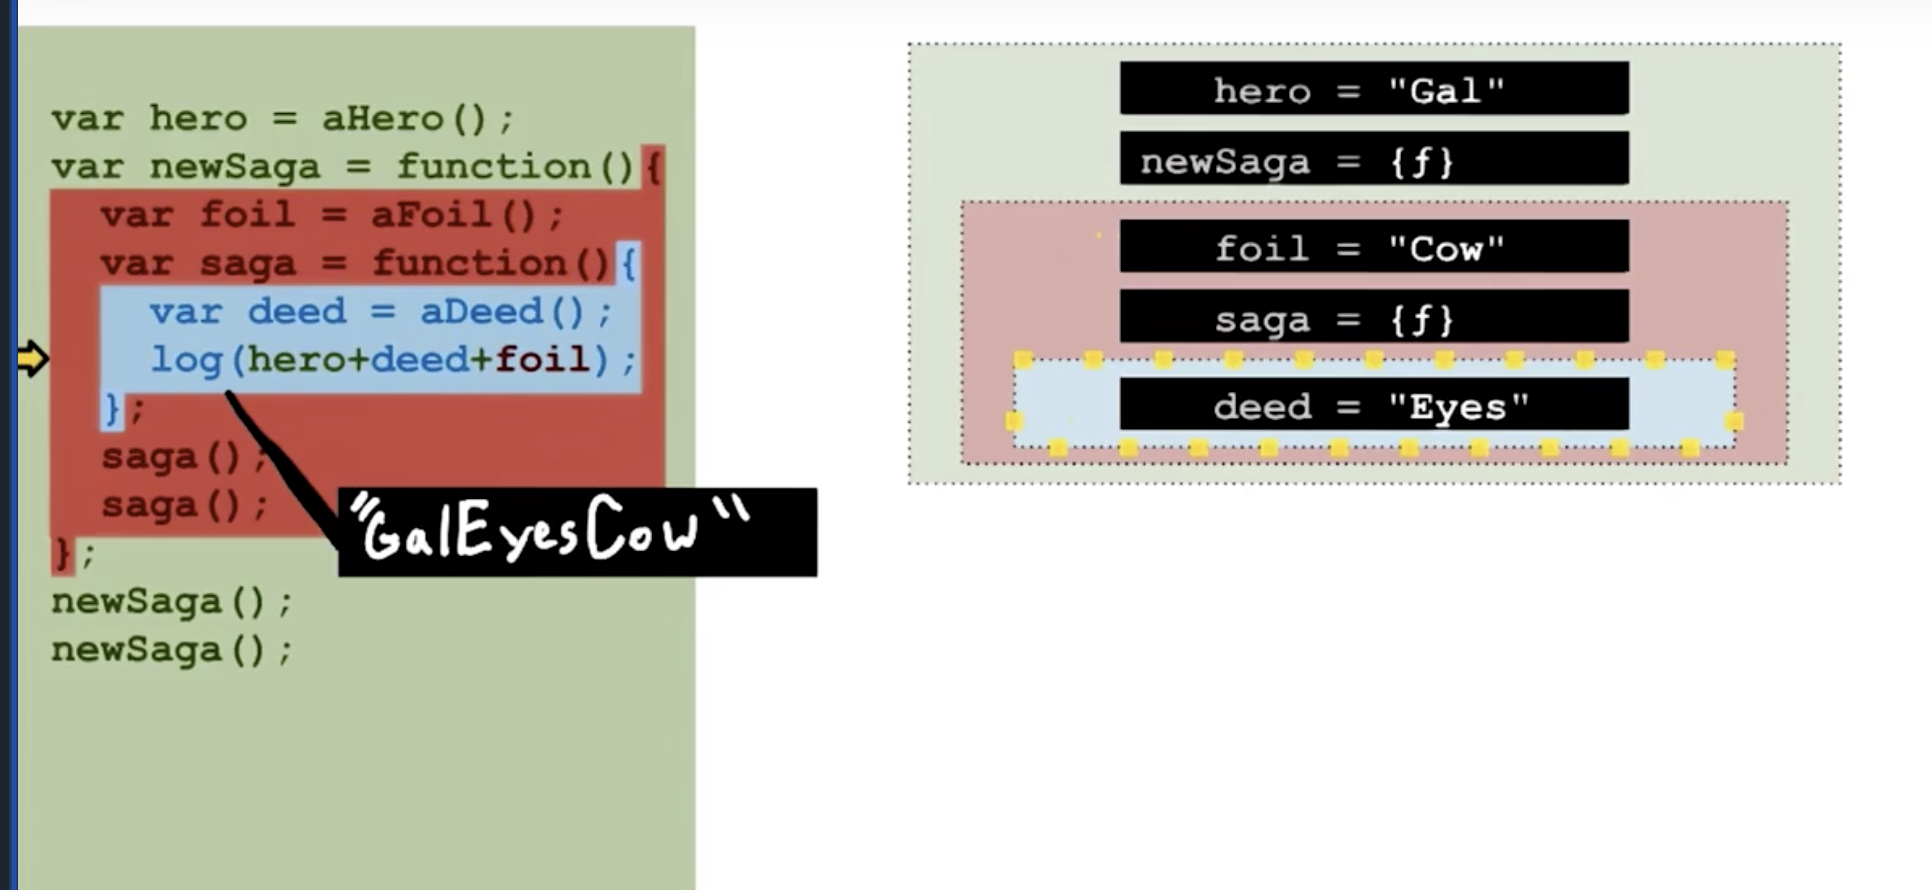 var hero = aHero();
var newSaga = function(){
var foil = aFoil();
var saga = function(){
var deed = aDeed();
log(hero+deed+foil);
};
saga();
saga();
};
newSaga();
newSaga();
"GalEyesCow"
hero = "Gal"
newSaga = {ƒ}
foil = "Cow"
saga = {ƒ}
deed = "Eyes"